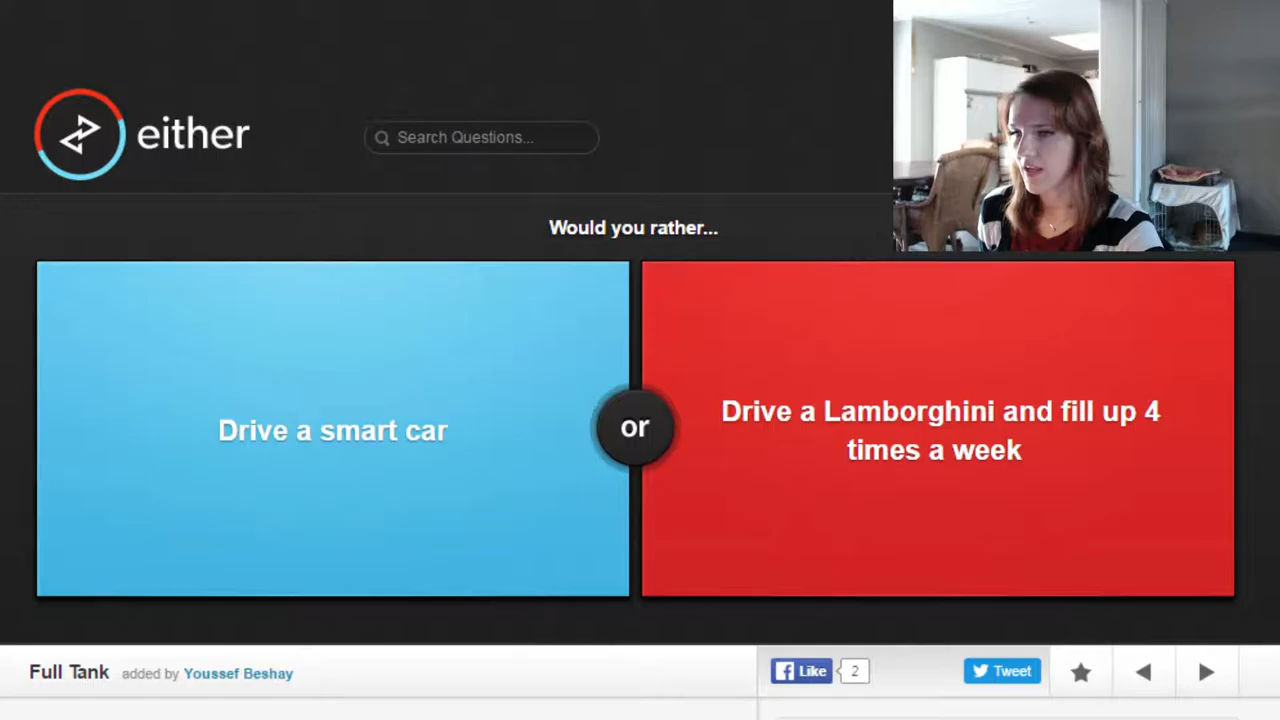 either
Search Questions...
Would you rather...
Drive a smart car
or
Drive a Lamborghini and fill up 4
times a week
Full Tank added by Youssef Beshay
Like 2 Tweet